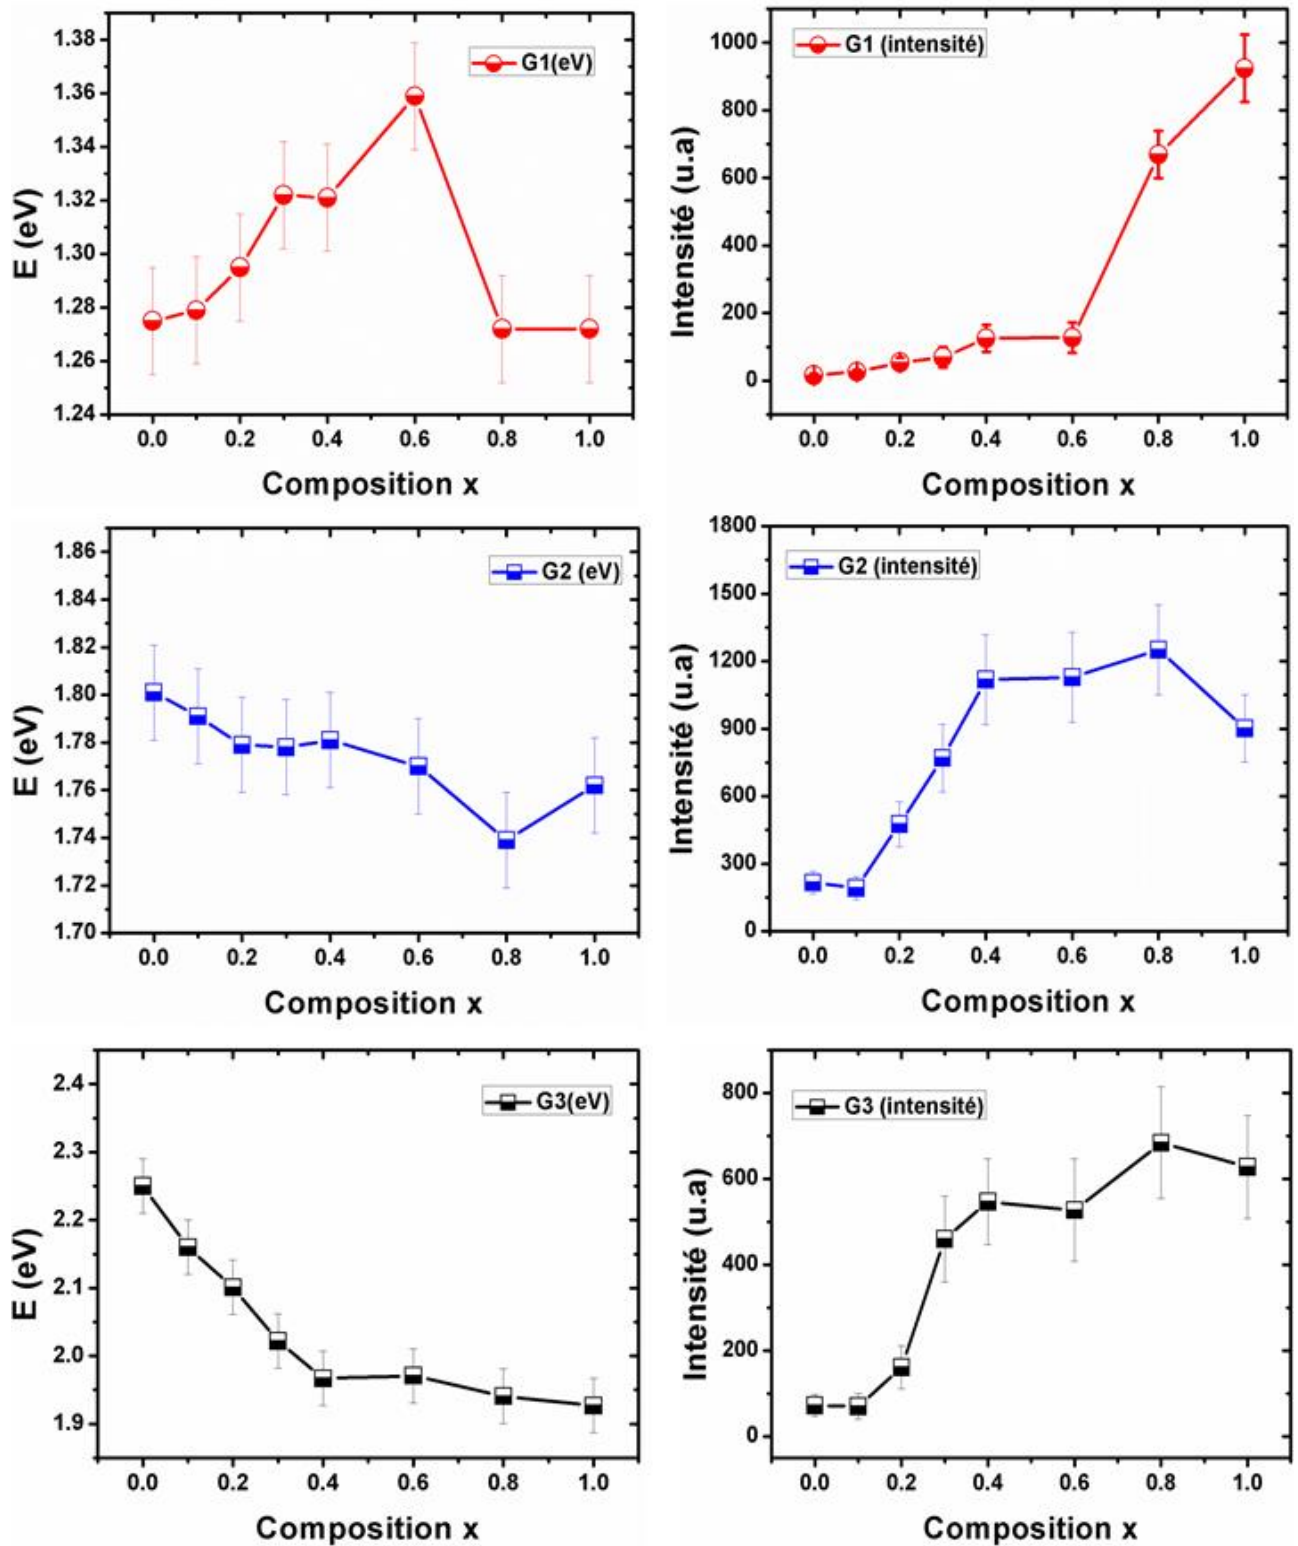 G1(eV)
E (eV)
1.38
1.36
1.34
1.32
1.30
1.28
1.26
1.24
0.0 0.2 0.4 0.6 0.8 1.0
Composition x
G1 (intensité)
Intensité (u.a)
1000
800
600
400
200
0
0.0 0.2 0.4 0.6 0.8 1.0
Composition x
G2 (eV)
E (eV)
1.86
1.84
1.82
1.80
1.78
1.76
1.74
1.72
1.70
0.0 0.2 0.4 0.6 0.8 1.0
Composition x
G2 (intensité)
Intensité (u.a)
1800
1500
1200
900
600
300
0
0.0 0.2 0.4 0.6 0.8 1.0
Composition x
G3(eV)
E (eV)
2.4
2.3
2.2
2.1
2.0
1.9
0.0 0.2 0.4 0.6 0.8 1.0
Composition x
G3 (intensité)
Intensité (u.a)
800
600
400
200
0
0.0 0.2 0.4 0.6 0.8 1.0
Composition x